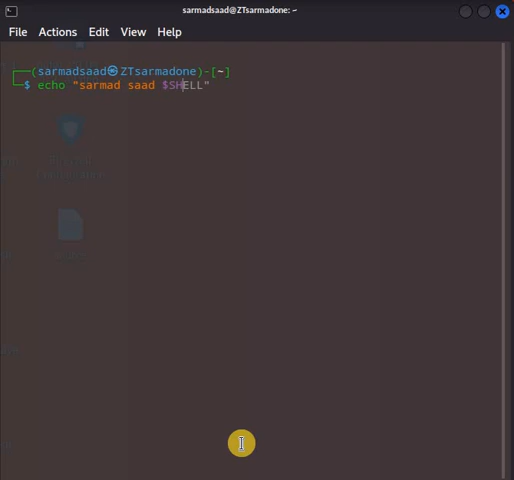 sarmadsaad@ZTsarmadone: ~
File Actions Edit View Help
┌──(sarmadsaad㉿ZTsarmadone)-[~]
└─$ echo "sarmad saad $SHELL"